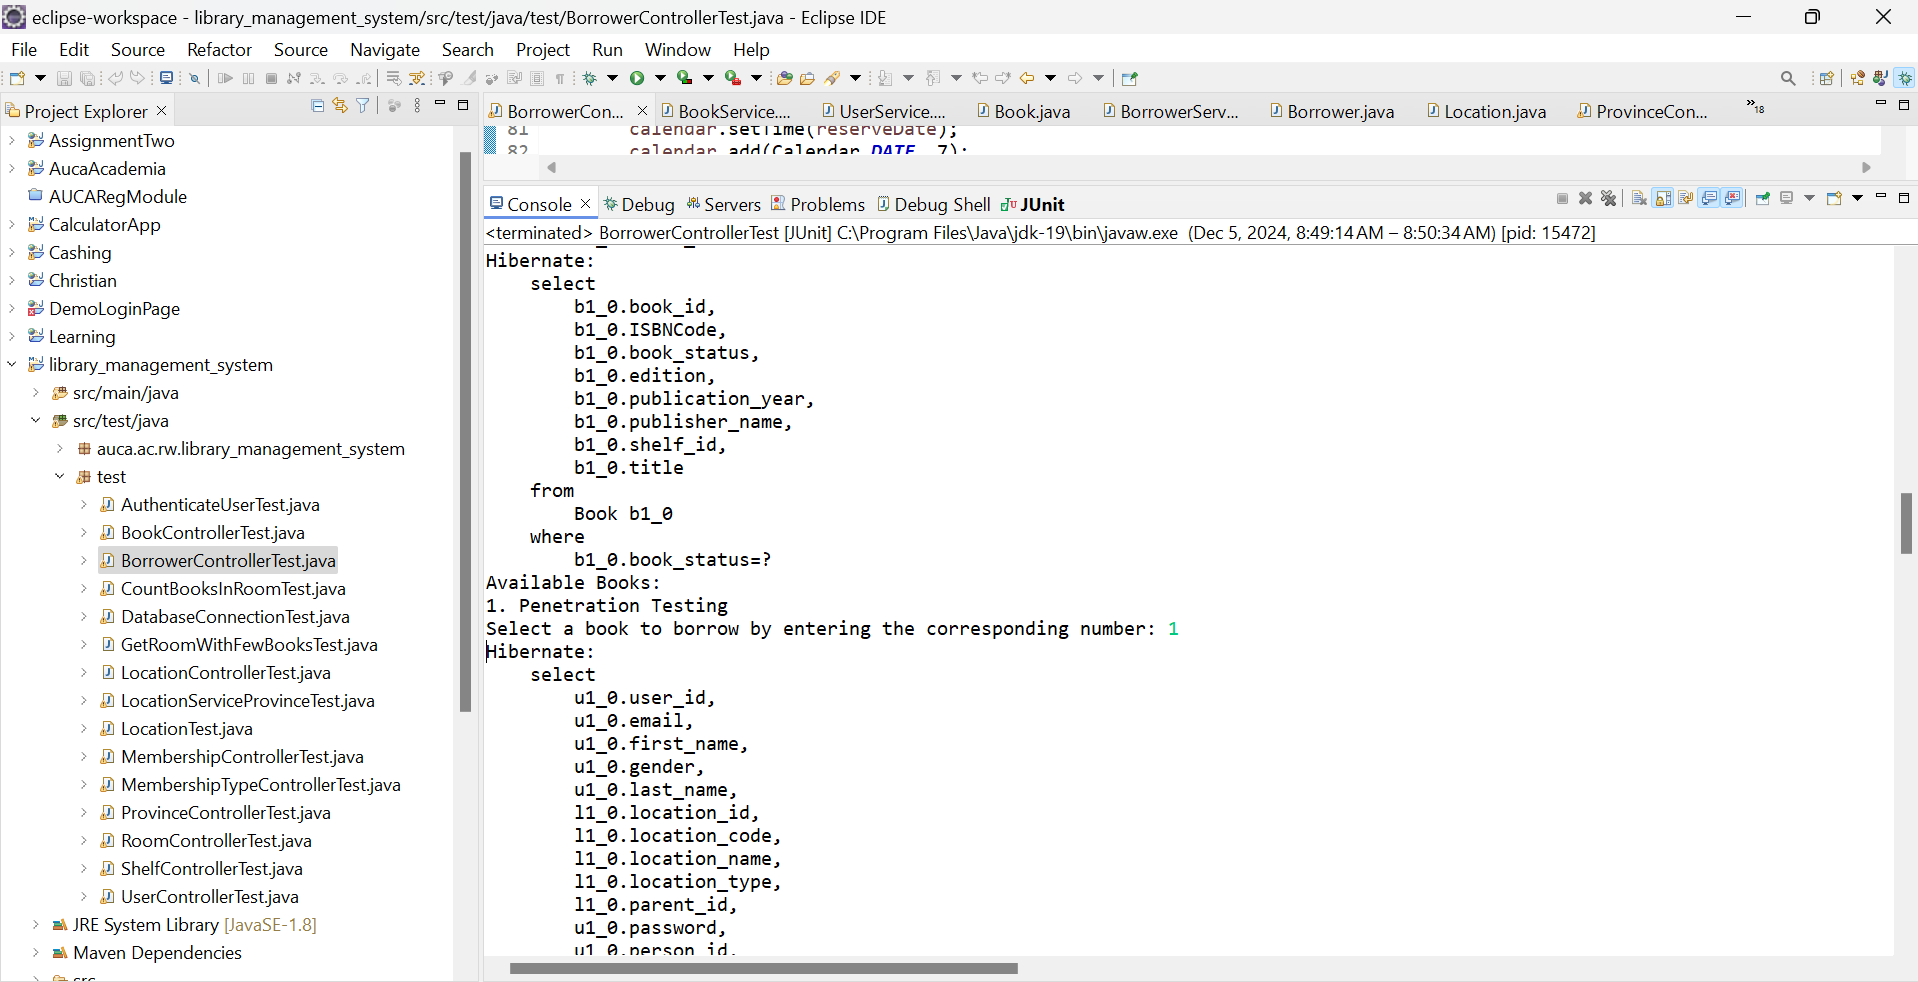 eclipse-workspace - library_management_system/src/test/java/test/BorrowerControllerTest.java - Eclipse IDE
File Edit Source Refactor Source Navigate Search Project Run Window Help
Project Explorer
AssignmentTwo
AucaAcademia
AUCARegModule
CalculatorApp
Cashing
Christian
DemoLoginPage
Learning
library_management_system
src/main/java
src/test/java
auca.ac.rw.library_management_system
test
AuthenticateUserTest.java
BookControllerTest.java
BorrowerControllerTest.java
CountBooksInRoomTest.java
DatabaseConnectionTest.java
GetRoomWithFewBooksTest.java
LocationControllerTest.java
LocationServiceProvinceTest.java
LocationTest.java
MembershipControllerTest.java
MembershipTypeControllerTest.java
ProvinceControllerTest.java
RoomControllerTest.java
ShelfControllerTest.java
UserControllerTest.java
JRE System Library [JavaSE-1.8]
Maven Dependencies
src
BorrowerCon... BookService.... UserService.... Book.java BorrowerServ... Borrower.java Location.java ProvinceCon... »18
81 calendar.setTime(reserveDate);
82 calendar.add(Calendar.DATE, 7);
Console Debug Servers Problems Debug Shell JUnit
<terminated> BorrowerControllerTest [JUnit] C:\Program Files\Java\jdk-19\bin\javaw.exe (Dec 5, 2024, 8:49:14 AM – 8:50:34 AM) [pid: 15472]
Hibernate:
select
b1_0.book_id,
b1_0.ISBNCode,
b1_0.book_status,
b1_0.edition,
b1_0.publication_year,
b1_0.publisher_name,
b1_0.shelf_id,
b1_0.title
from
Book b1_0
where
b1_0.book_status=?
Available Books:
1. Penetration Testing
Select a book to borrow by entering the corresponding number: 1
Hibernate:
select
u1_0.user_id,
u1_0.email,
u1_0.first_name,
u1_0.gender,
u1_0.last_name,
l1_0.location_id,
l1_0.location_code,
l1_0.location_name,
l1_0.location_type,
l1_0.parent_id,
u1_0.password,
u1_0.person_id,